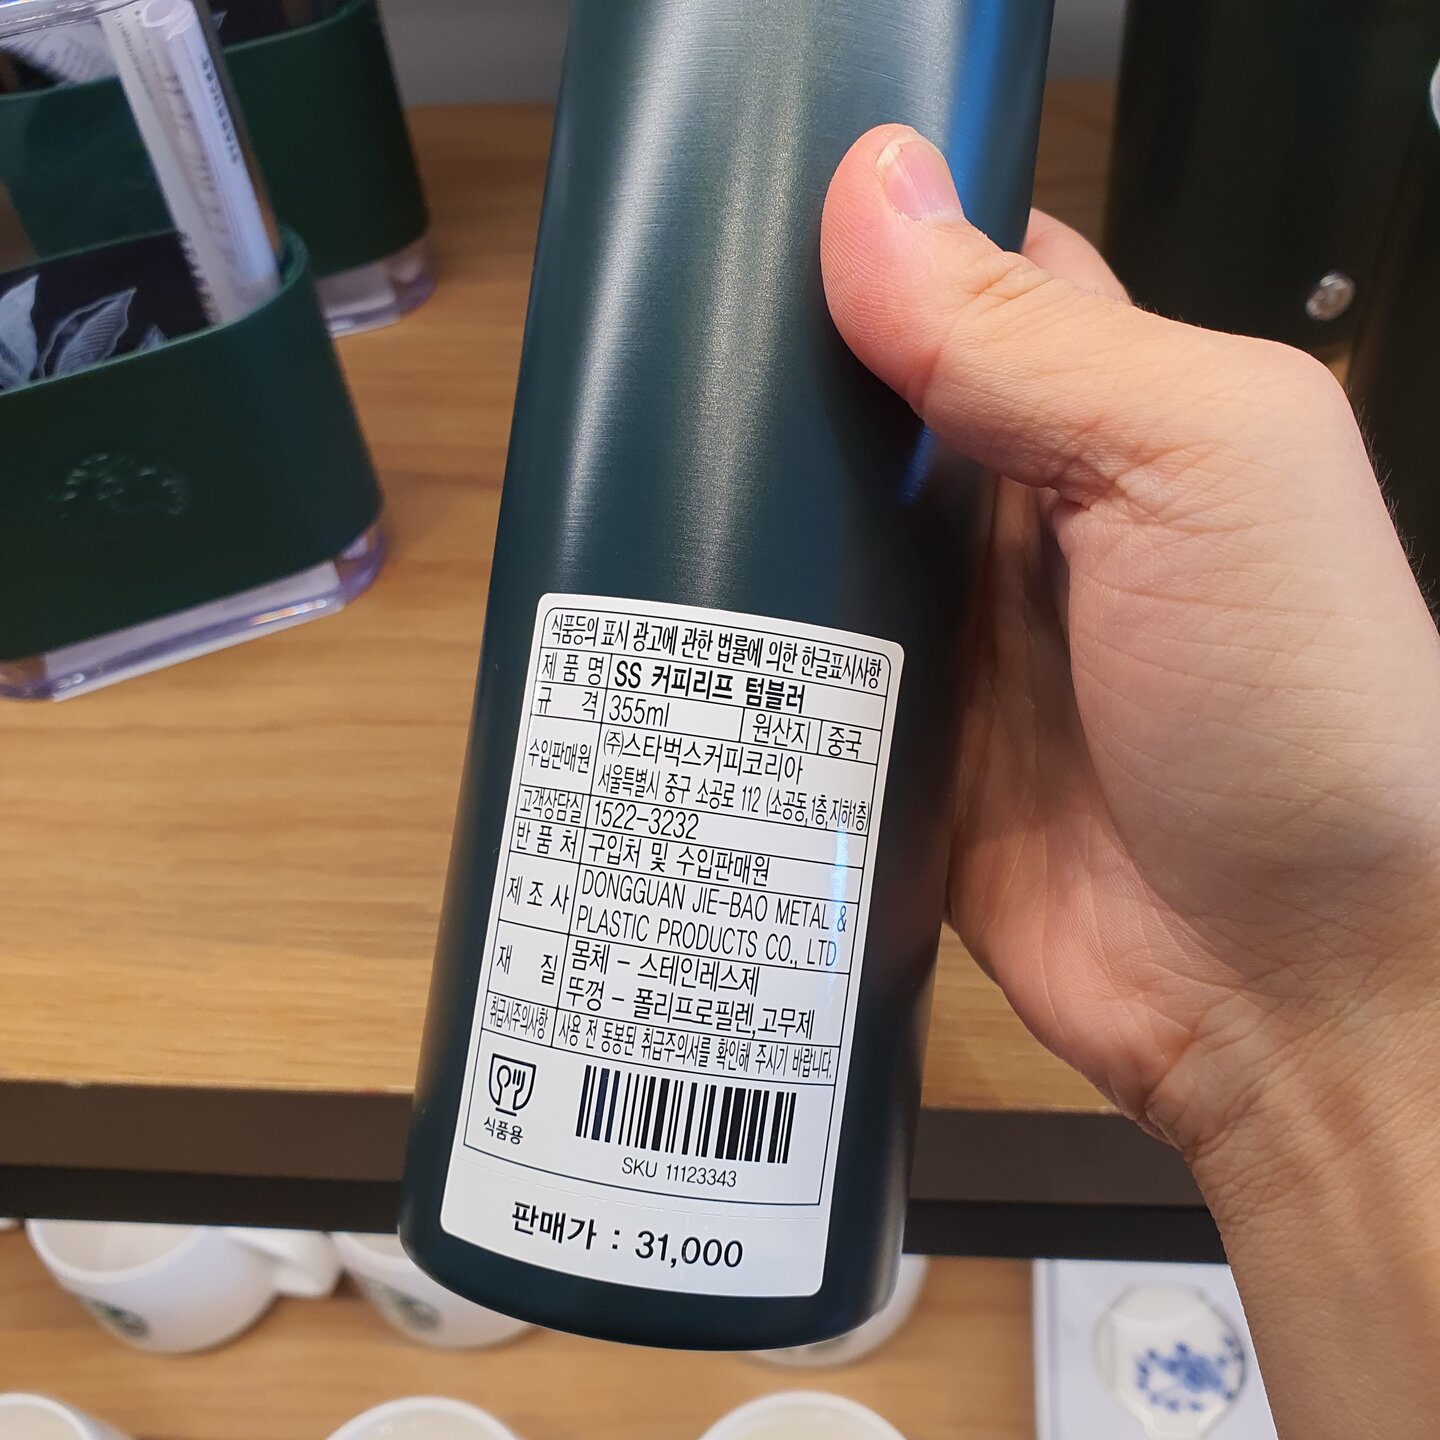 식품등의 표시 광고에 관한 법률에 의한 한글표시사항
제품명 SS 커피리프 텀블러
규격 355ml 원산지 중국
수입판매원 (주)스타벅스커피코리아
서울특별시 중구 소공로 112 (소공동,1층,지하1층)
고객상담실 1522-3232
반품처 구입처 및 수입판매원
제조사 DONGGUAN JIE-BAO METAL &
PLASTIC PRODUCTS CO., LTD
재질 몸체 - 스테인레스제
뚜껑 - 폴리프로필렌,고무제
취급시주의사항 사용 전 동봉된 취급주의서를 확인해 주시기 바랍니다.
식품용
SKU 11123343
판매가 : 31,000